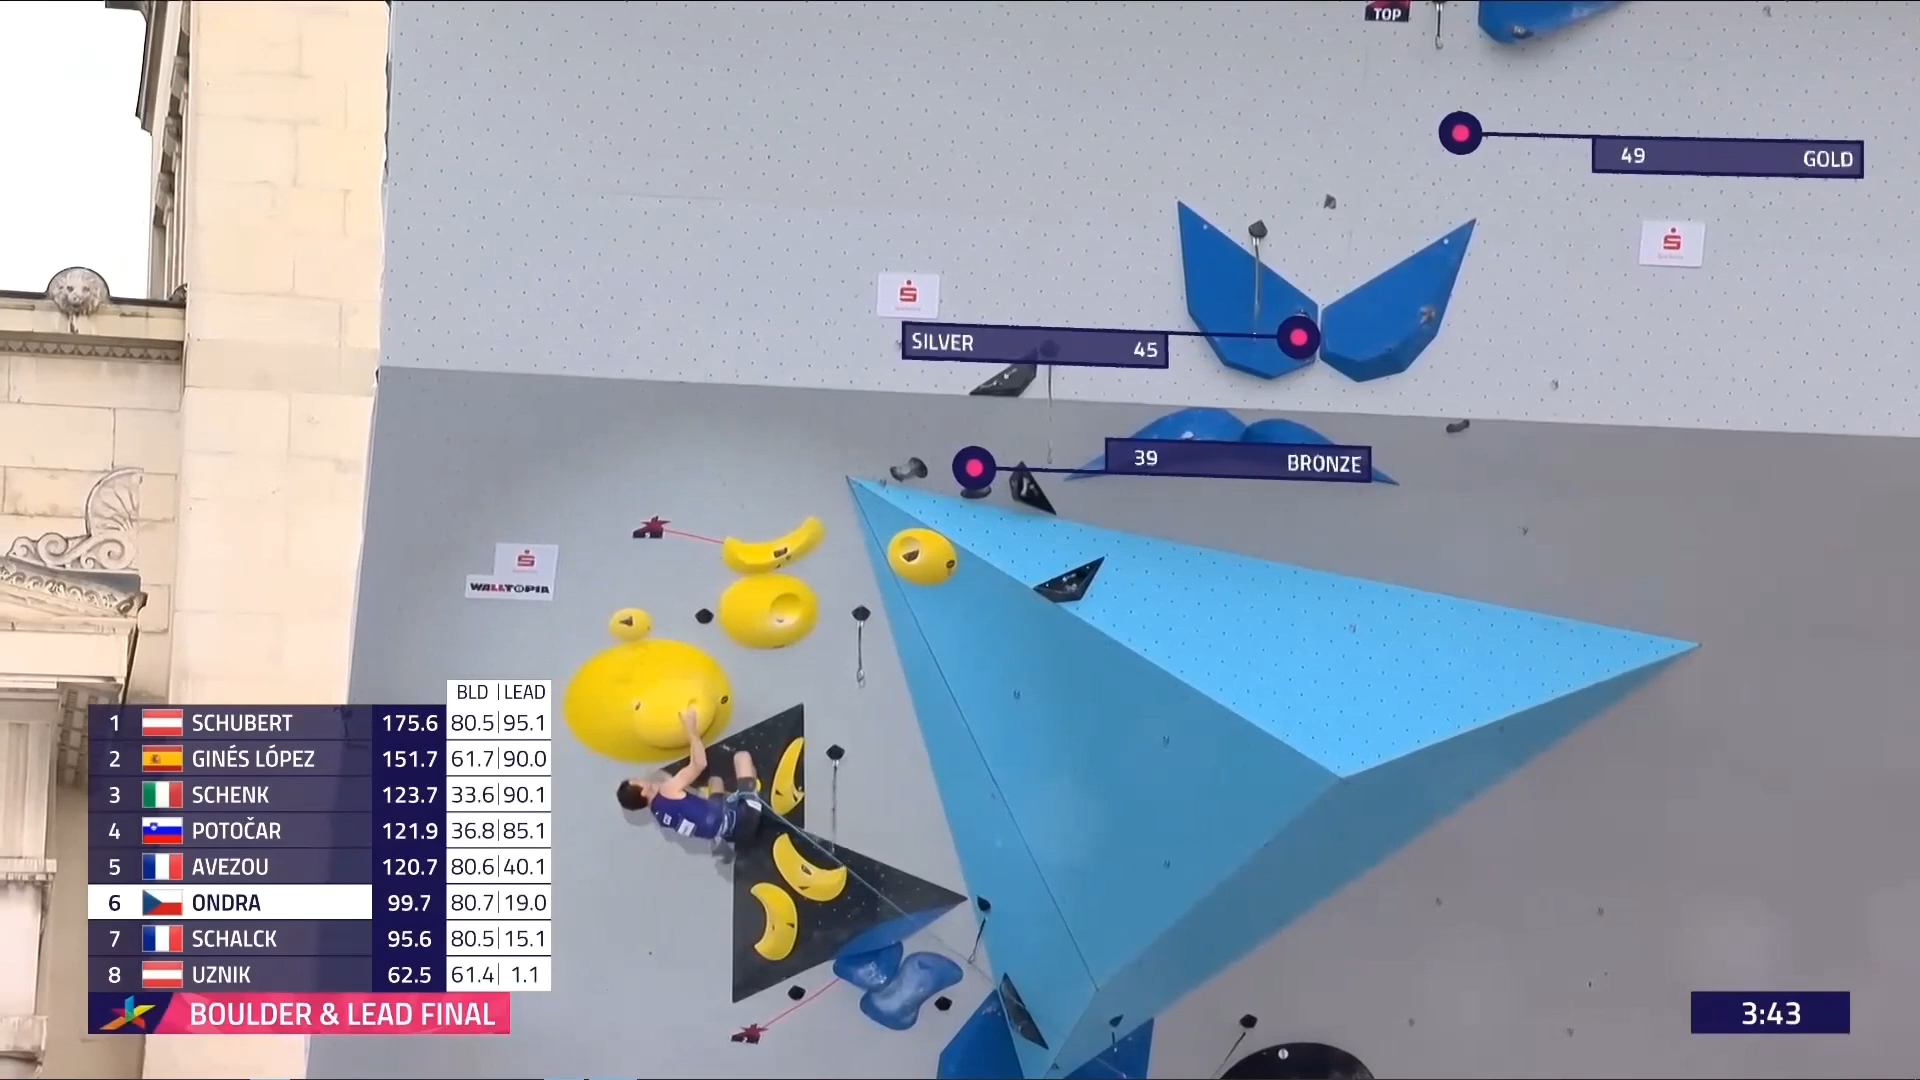 TOP
49 GOLD
S
S
SILVER 45
39 BRONZE
S
WALLTOPIA
BLD | LEAD
1 SCHUBERT 175.6 80.5 | 95.1
2 GINÉS LÓPEZ 151.7 61.7 | 90.0
3 SCHENK 123.7 33.6 | 90.1
4 POTOČAR 121.9 36.8 | 85.1
5 AVEZOU 120.7 80.6 | 40.1
6 ONDRA 99.7 80.7 | 19.0
7 SCHALCK 95.6 80.5 | 15.1
8 UZNIK 62.5 61.4 | 1.1
BOULDER & LEAD FINAL
3:43